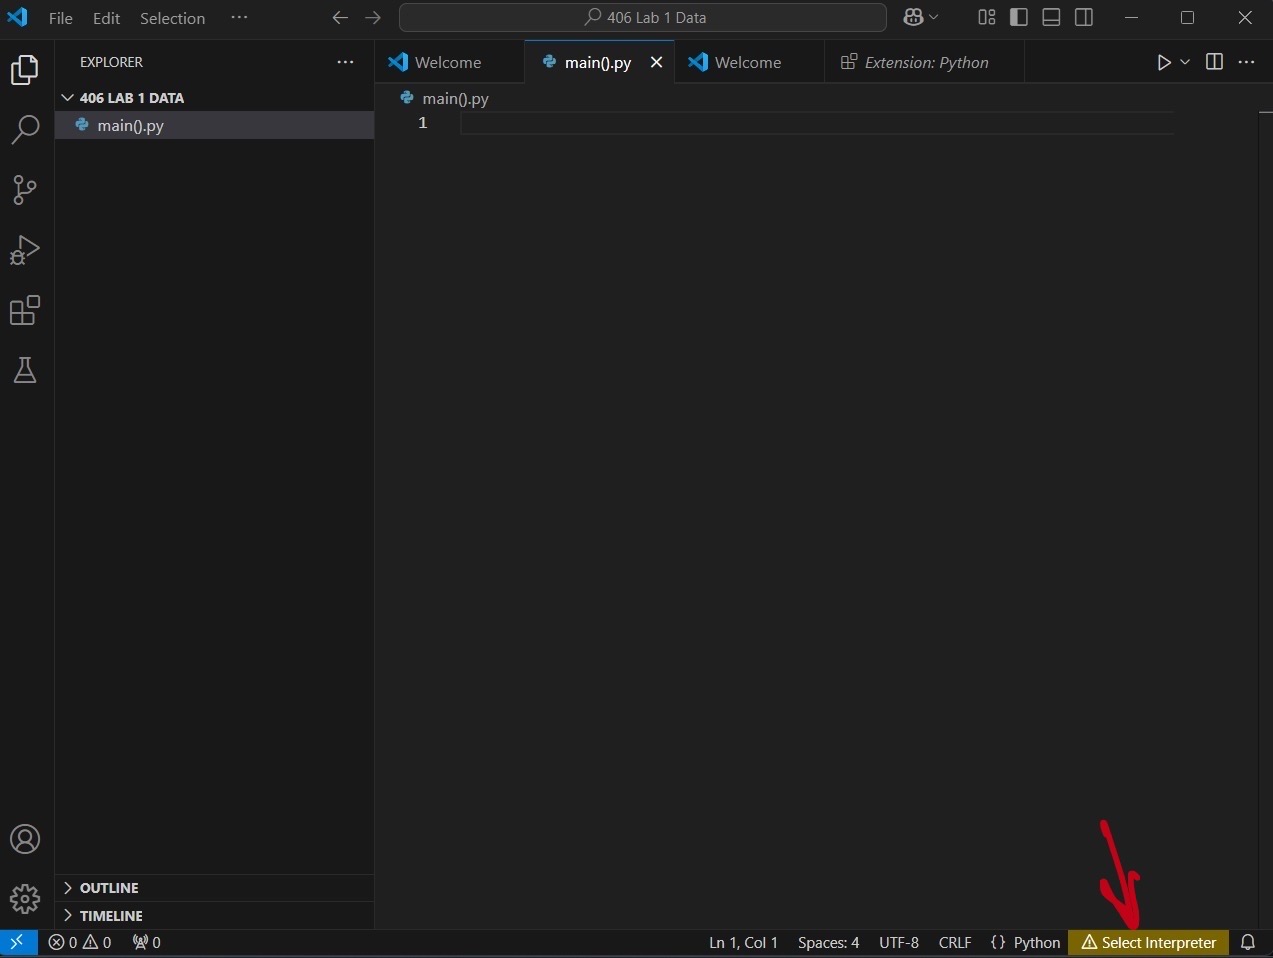 File Edit Selection ··· 406 Lab 1 Data
EXPLORER ···
Welcome main().py Welcome Extension: Python ···
406 LAB 1 DATA
main().py
main().py
1
OUTLINE
TIMELINE
0 0 0 Ln 1, Col 1 Spaces: 4 UTF-8 CRLF {} Python Select Interpreter